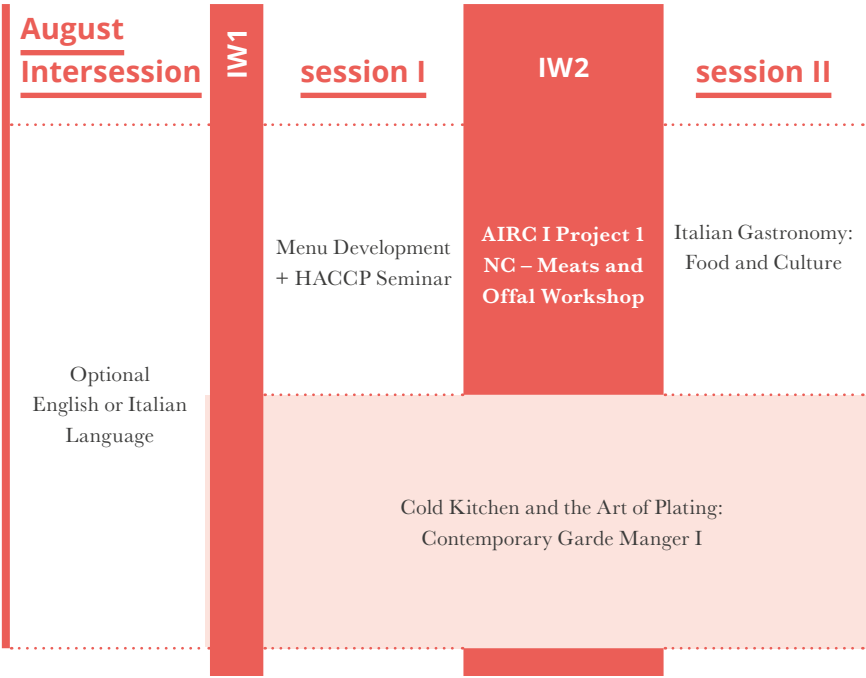 August
Intersession
IW1
session I
IW2
session II
Optional
English or Italian
Language
Menu Development
+ HACCP Seminar
AIRC I Project 1
NC – Meats and
Offal Workshop
Italian Gastronomy:
Food and Culture
Cold Kitchen and the Art of Plating:
Contemporary Garde Manger I